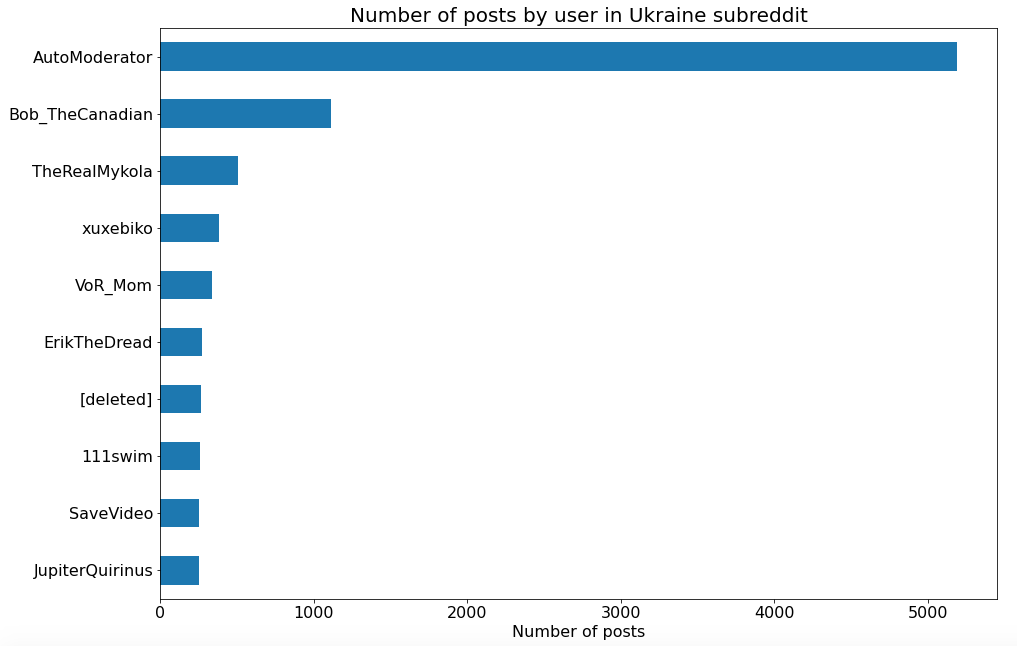 Number of posts by user in Ukraine subreddit
AutoModerator
Bob_TheCanadian
TheRealMykola
xuxebiko
VoR_Mom
ErikTheDread
[deleted]
111swim
SaveVideo
JupiterQuirinus
0 1000 2000 3000 4000 5000
Number of posts